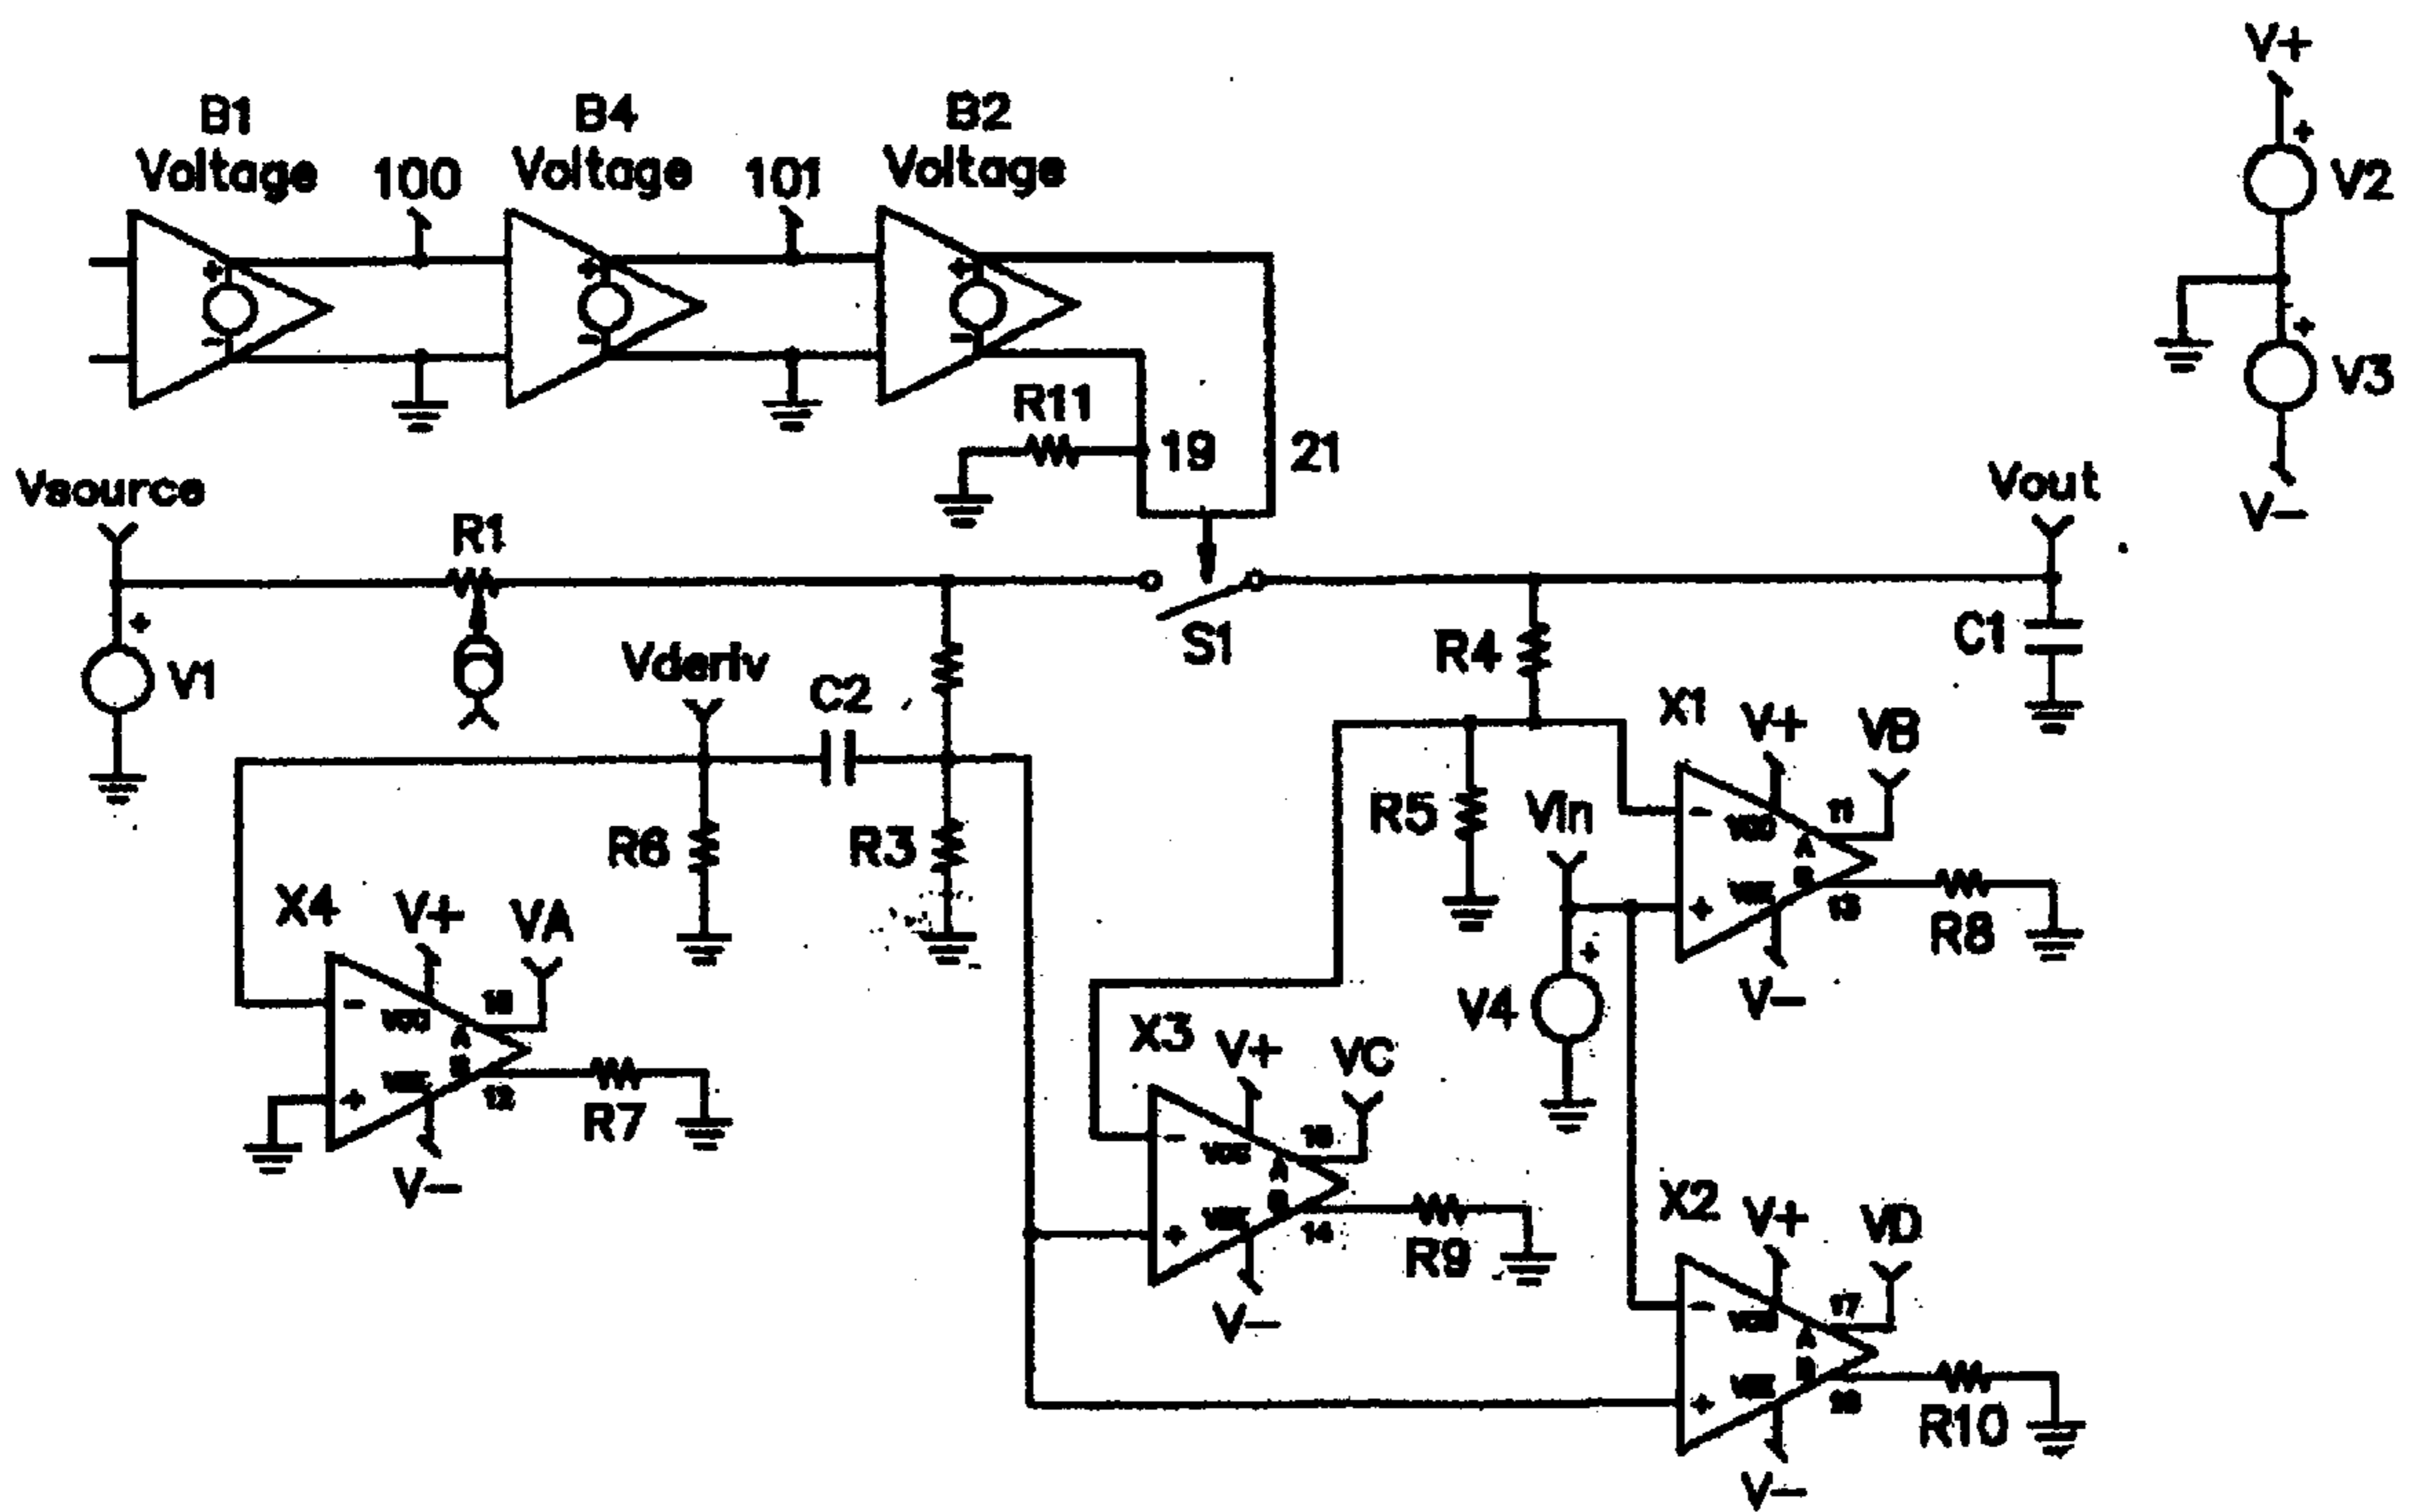 V+
B1
Voltage
100
B4
Voltage
101
B2
Voltage
+
V2
+
-
+
-
+
-
+
V3
V-
R11
19
21
Vsource
R1
Vout
+
V1
S1
Vderiv
C2
R4
C1
X1
V+
VB
R6
R3
R5
Vin
-
11
+
R8
X4
V+
VA
+
V4
V-
-
+
12
R7
V-
X3
V+
VC
-
+
14
R9
V-
X2
V+
VD
-
17
+
R10
V-